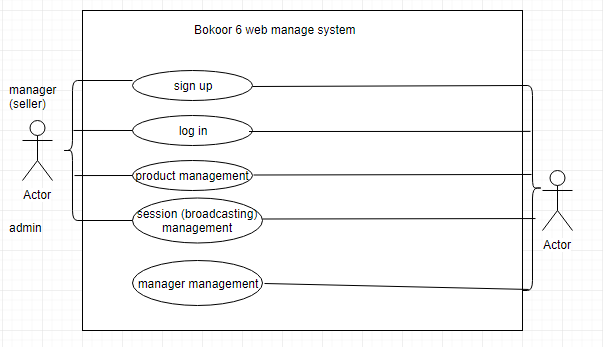 Bokoor 6 web manage system
manager
(seller)
Actor
admin
sign up
log in
product management
session (broadcasting)
management
manager management
Actor